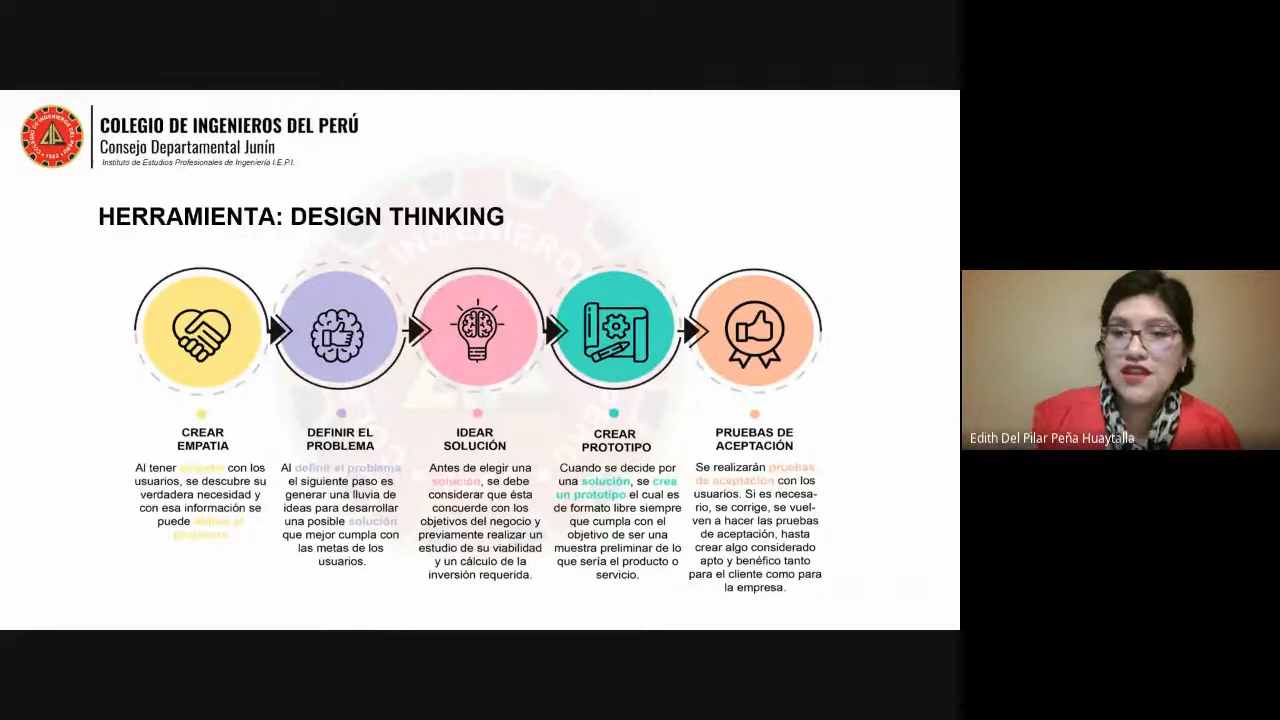 COLEGIO DE INGENIEROS DEL PERÚ
Consejo Departamental Junín
Instituto de Estudios Profesionales de Ingeniería I.E.P.I.
HERRAMIENTA: DESIGN THINKING
CREAR
EMPATIA
Al tener con los
usuarios, se descubre su
verdadera necesidad y
con esa información se
puede definir el
problema
DEFINIR EL
PROBLEMA
Al definir el problema
el siguiente paso es
generar una lluvia de
ideas para desarrollar
una posible solución
que mejor cumpla con
las metas de los
usuarios.
IDEAR
SOLUCIÓN
Antes de elegir una
solución, se debe
considerar que ésta
concuerde con los
objetivos del negocio y
previamente realizar un
estudio de su viabilidad
y un cálculo de la
inversión requerida.
CREAR
PROTOTIPO
Cuando se decide por
una solución, se crea
un prototipo el cual es
de formato libre siempre
que cumpla con el
objetivo de ser una
muestra preliminar de lo
que sería el producto o
servicio.
PRUEBAS DE
ACEPTACIÓN
Se realizarán pruebas
de aceptación con los
usuarios. Si es necesa-
rio, se corrige, se vuel-
ven a hacer las pruebas
de aceptación, hasta
crear algo considerado
apto y benéfico tanto
para el cliente como para
la empresa.
Edith Del Pilar Peña Huaytalla